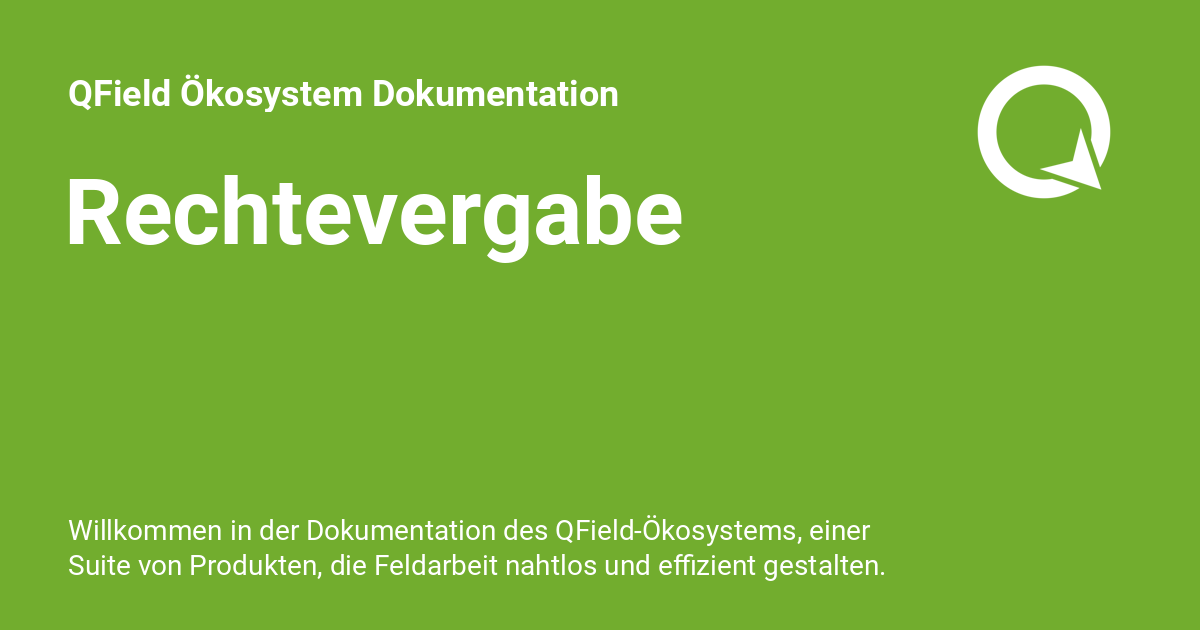 QField Ökosystem Dokumentation
Rechtevergabe
Willkommen in der Dokumentation des QField-Ökosystems, einer
Suite von Produkten, die Feldarbeit nahtlos und effizient gestalten.